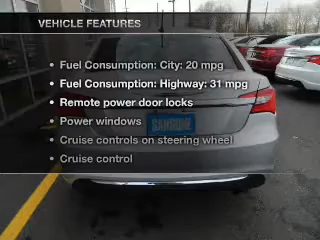 VEHICLE FEATURES
• Fuel Consumption: City: 20 mpg
• Fuel Consumption: Highway: 31 mpg
• Remote power door locks
• Power windows
• Cruise controls on steering wheel
• Cruise control